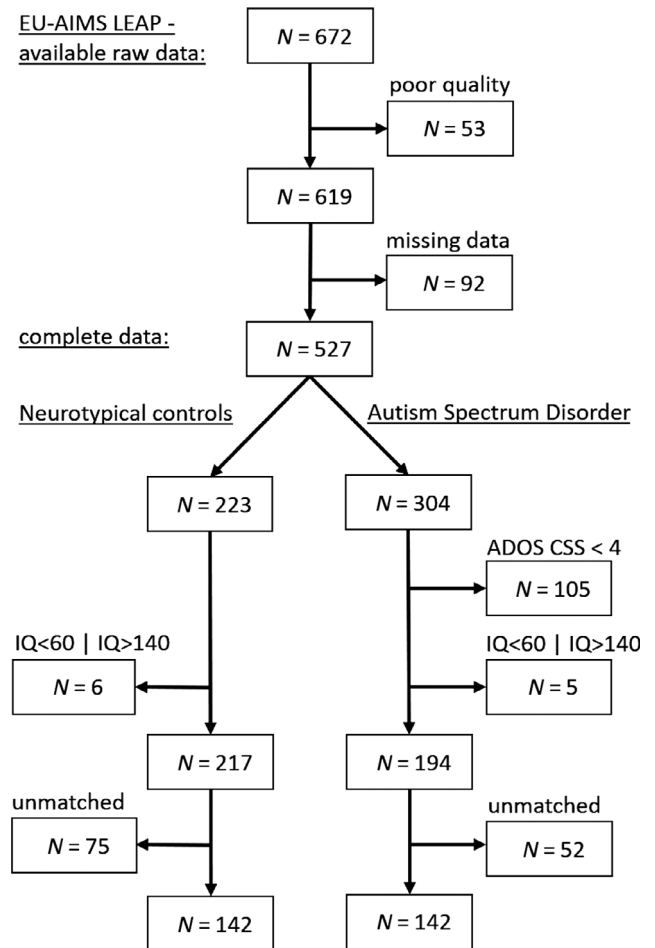 EU-AIMS LEAP -
available raw data:
N = 672
poor quality
N = 53
N = 619
missing data
N = 92
complete data:
N = 527
Neurotypical controls
Autism Spectrum Disorder
N = 223
N = 304
ADOS CSS < 4
N = 105
IQ<60 | IQ>140
IQ<60 | IQ>140
N = 6
N = 5
N = 217
N = 194
unmatched
unmatched
N = 75
N = 52
N = 142
N = 142